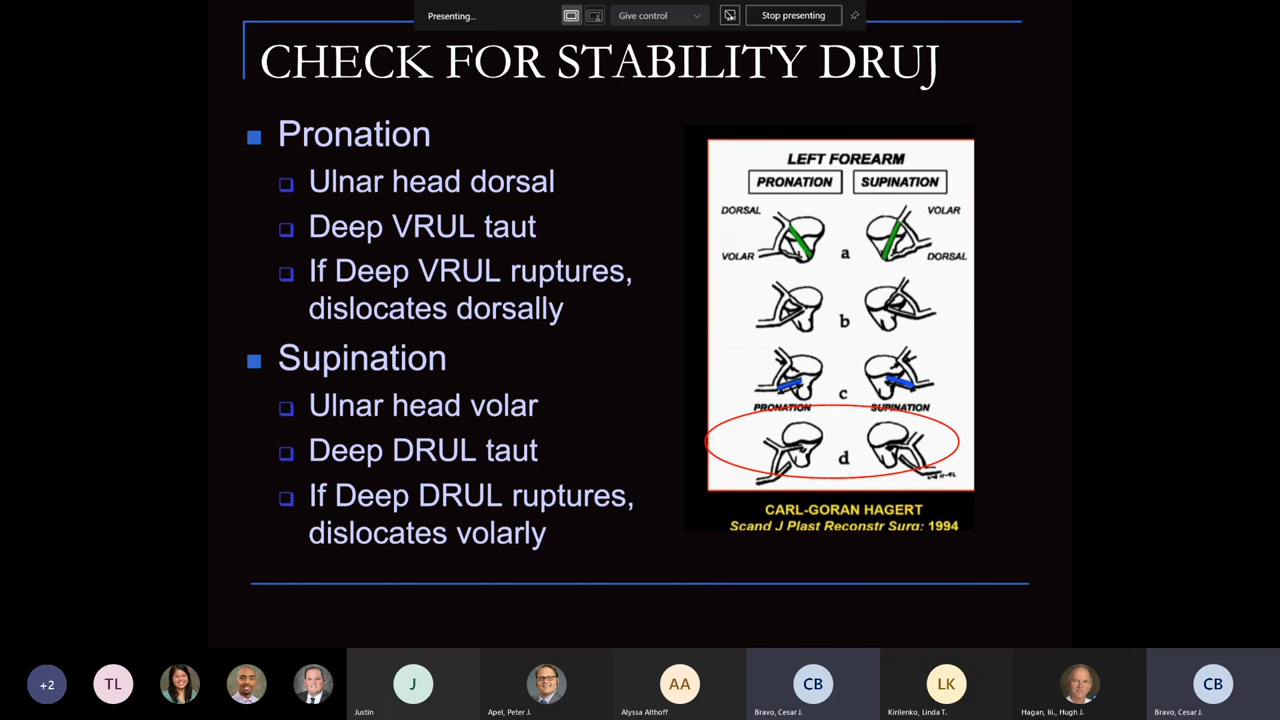 Presenting...
Give control
Stop presenting
CHECK FOR STABILITY DRUJ
Pronation
Ulnar head dorsal
Deep VRUL taut
If Deep VRUL ruptures,
dislocates dorsally
Supination
Ulnar head volar
Deep DRUL taut
If Deep DRUL ruptures,
dislocates volarly
LEFT FOREARM
PRONATION SUPINATION
DORSAL VOLAR
VOLAR a DORSAL
b
c
PRONATION SUPINATION
d
CARL-GORAN HAGERT
Scand J Plast Reconstr Surg: 1994
+2 TL J AA CB LK CB
Justin Apel, Peter J. Alyssa Althoff Bravo, Cesar J. Kirilenko, Linda T. Hagan, Iii., Hugh J. Bravo, Cesar J.